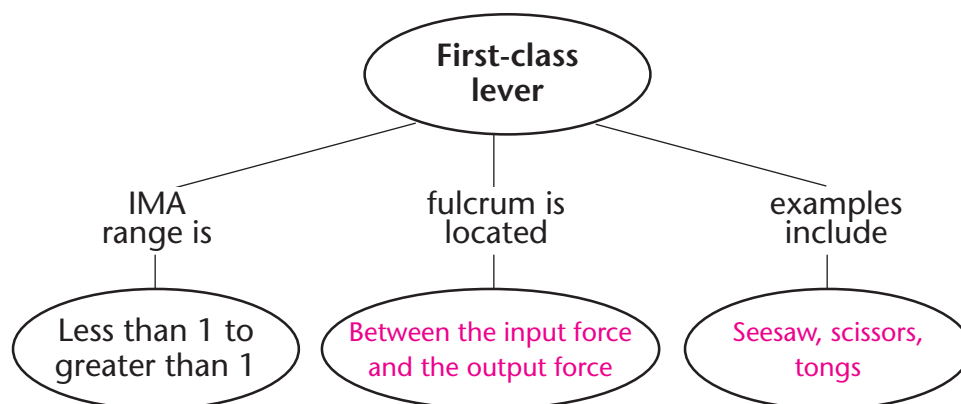 First-class
lever
IMA
range is
fulcrum is
located
examples
include
Less than 1 to
greater than 1
Between the input force
and the output force
Seesaw, scissors,
tongs